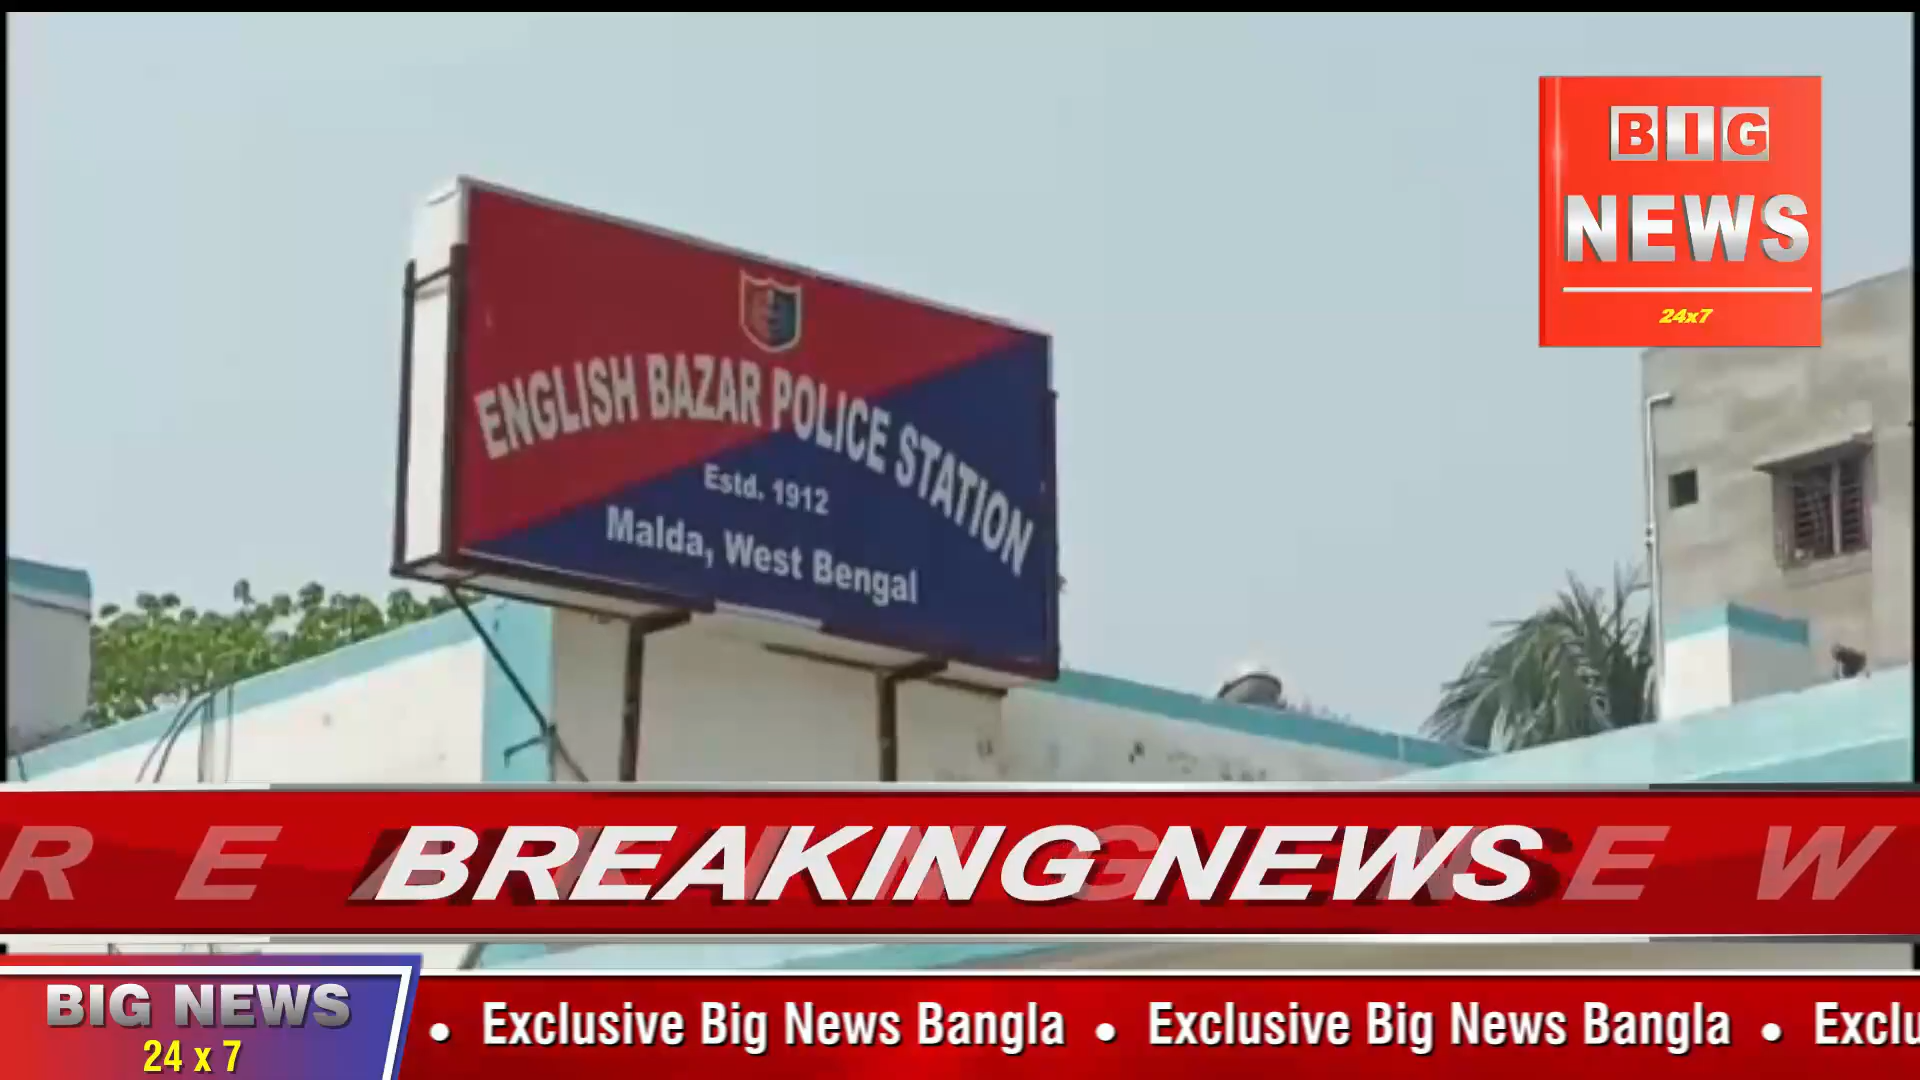 BIG
NEWS
24x7
ENGLISH BAZAR POLICE STATION
Estd. 1912
Malda, West Bengal
BREAKING NEWS
R E A K I N G N E W
BIG NEWS
24 x 7
• Exclusive Big News Bangla • Exclusive Big News Bangla • Exclu